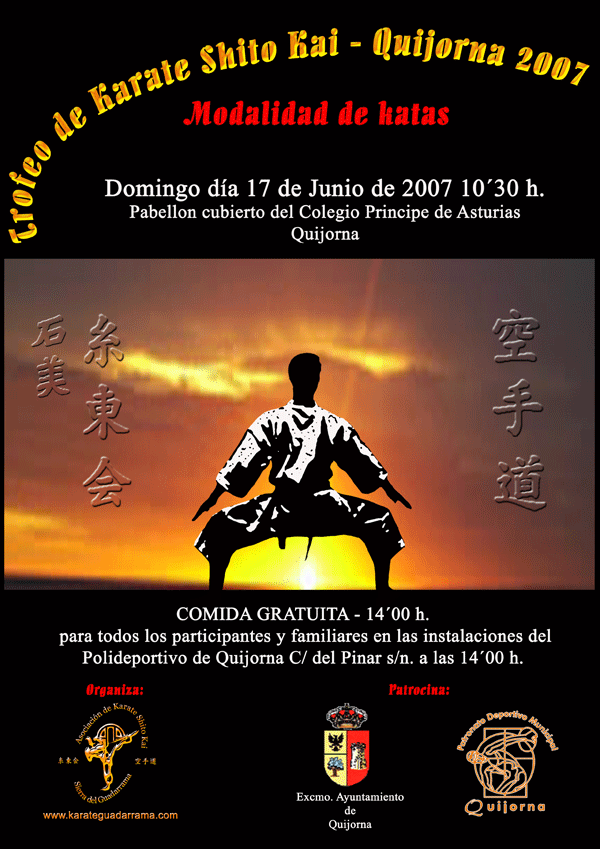 Trofeo de Karate Shito Kai - Quijorna 2007
Modalidad de katas
Domingo día 17 de Junio de 2007 10´30 h.
Pabellon cubierto del Colegio Principe de Asturias
Quijorna
石美
糸東会
空手道
COMIDA GRATUITA - 14´00 h.
para todos los participantes y familiares en las instalaciones del
Polideportivo de Quijorna C/ del Pinar s/n. a las 14´00 h.
Organiza:
Patrocina:
Asociación de Karate Shito Kai
糸東会
空手道
Sierra del Guadarrama
www.karateguadarrama.com
Excmo. Ayuntamiento
de
Quijorna
Patronato Deportivo Municipal
Quijorna